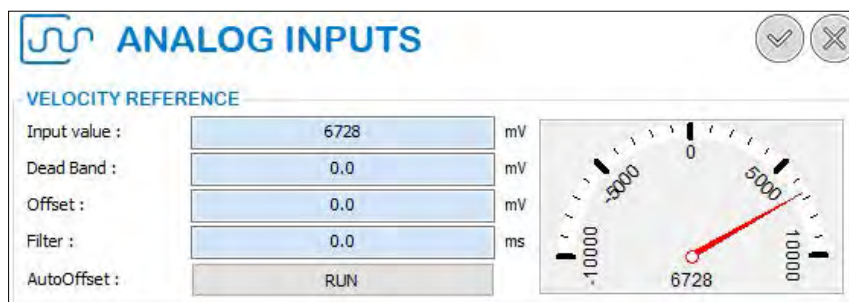 ANALOG INPUTS
VELOCITY REFERENCE
Input value : 6728 mV
Dead Band : 0.0 mV
Offset : 0.0 mV
Filter : 0.0 ms
AutoOffset : RUN
-10000 -5000 0 5000 10000
6728